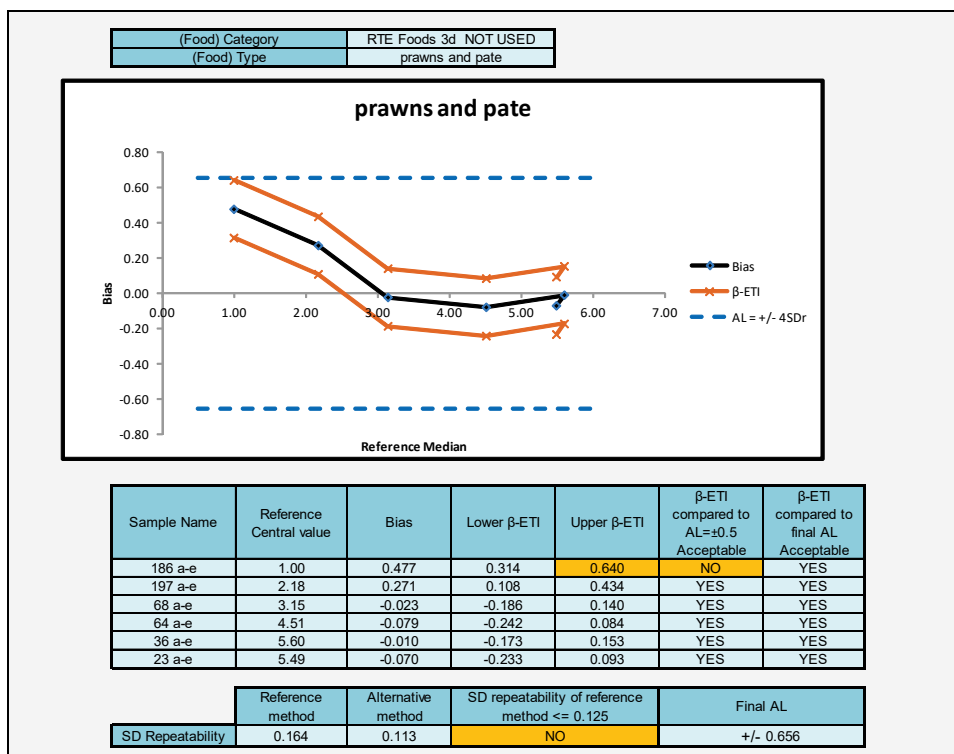 (Food) Category RTE Foods 3d NOT USED
(Food) Type prawns and pate
prawns and pate
0.80
0.60
0.40
0.20
0.00
-0.20
-0.40
-0.60
-0.80
0.00 1.00 2.00 3.00 4.00 5.00 6.00 7.00
Bias
Reference Median
Bias
β-ETI
AL = +/- 4SDr
Sample Name Reference Central value Bias Lower β-ETI Upper β-ETI β-ETI compared to AL=±0.5 Acceptable β-ETI compared to final AL Acceptable
186 a-e 1.00 0.477 0.314 0.640 NO YES
197 a-e 2.18 0.271 0.108 0.434 YES YES
68 a-e 3.15 -0.023 -0.186 0.140 YES YES
64 a-e 4.51 -0.079 -0.242 0.084 YES YES
36 a-e 5.60 -0.010 -0.173 0.153 YES YES
23 a-e 5.49 -0.070 -0.233 0.093 YES YES
Reference method Alternative method SD repeatability of reference method <= 0.125 Final AL
SD Repeatability 0.164 0.113 NO +/- 0.656